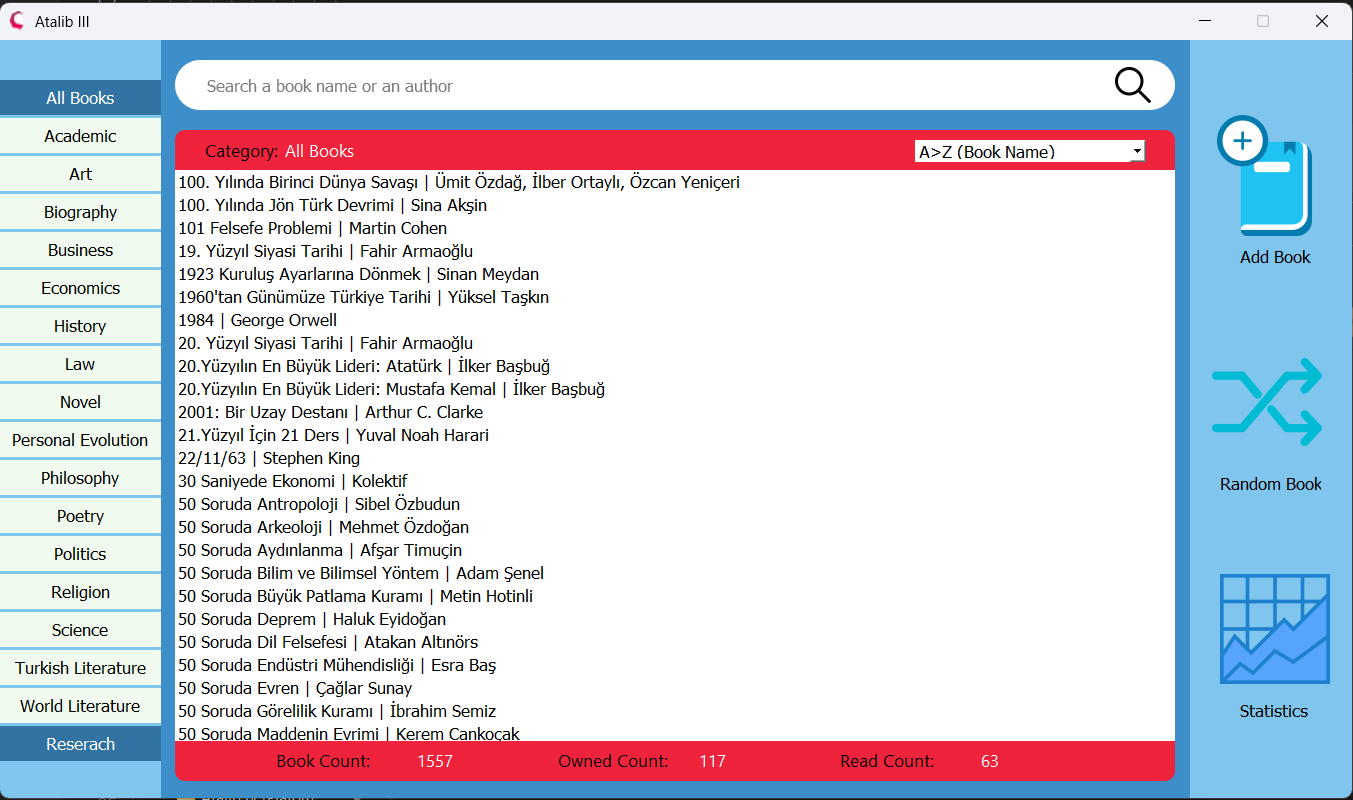 Atalib III
All Books
Academic
Art
Biography
Business
Economics
History
Law
Novel
Personal Evolution
Philosophy
Poetry
Politics
Religion
Science
Turkish Literature
World Literature
Reserach
Search a book name or an author
Category: All Books
A>Z (Book Name)
100. Yılında Birinci Dünya Savaşı | Ümit Özdağ, İlber Ortaylı, Özcan Yeniçeri
100. Yılında Jön Türk Devrimi | Sina Akşin
101 Felsefe Problemi | Martin Cohen
19. Yüzyıl Siyasi Tarihi | Fahir Armaoğlu
1923 Kuruluş Ayarlarına Dönmek | Sinan Meydan
1960'tan Günümüze Türkiye Tarihi | Yüksel Taşkın
1984 | George Orwell
20. Yüzyıl Siyasi Tarihi | Fahir Armaoğlu
20.Yüzyılın En Büyük Lideri: Atatürk | İlker Başbuğ
20.Yüzyılın En Büyük Lideri: Mustafa Kemal | İlker Başbuğ
2001: Bir Uzay Destanı | Arthur C. Clarke
21.Yüzyıl İçin 21 Ders | Yuval Noah Harari
22/11/63 | Stephen King
30 Saniyede Ekonomi | Kolektif
50 Soruda Antropoloji | Sibel Özbudun
50 Soruda Arkeoloji | Mehmet Özdoğan
50 Soruda Aydınlanma | Afşar Timuçin
50 Soruda Bilim ve Bilimsel Yöntem | Adam Şenel
50 Soruda Büyük Patlama Kuramı | Metin Hotinli
50 Soruda Deprem | Haluk Eyidoğan
50 Soruda Dil Felsefesi | Atakan Altınörs
50 Soruda Endüstri Mühendisliği | Esra Baş
50 Soruda Evren | Çağlar Sunay
50 Soruda Görelilik Kuramı | İbrahim Semiz
50 Soruda Maddenin Evrimi | Kerem Cankoçak
Book Count: 1557
Owned Count: 117
Read Count: 63
Add Book
Random Book
Statistics